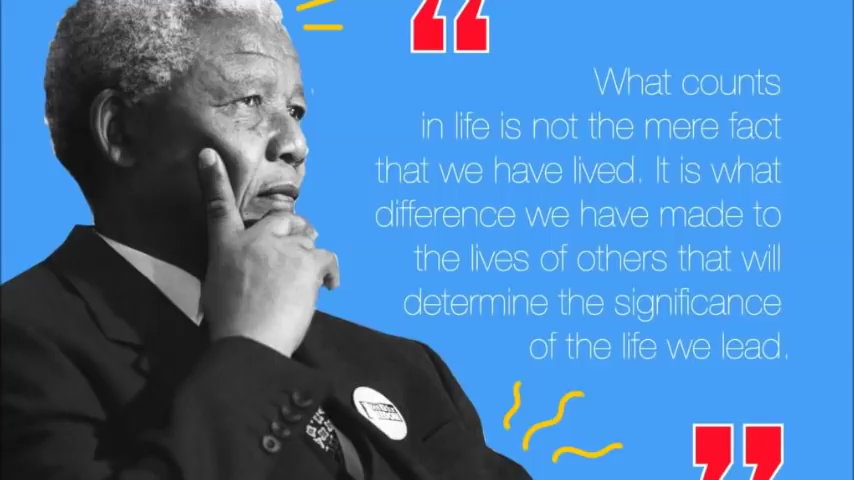 What counts
in life is not the mere fact
that we have lived. It is what
difference we have made to
the lives of others that will
determine the significance
of the life we lead.